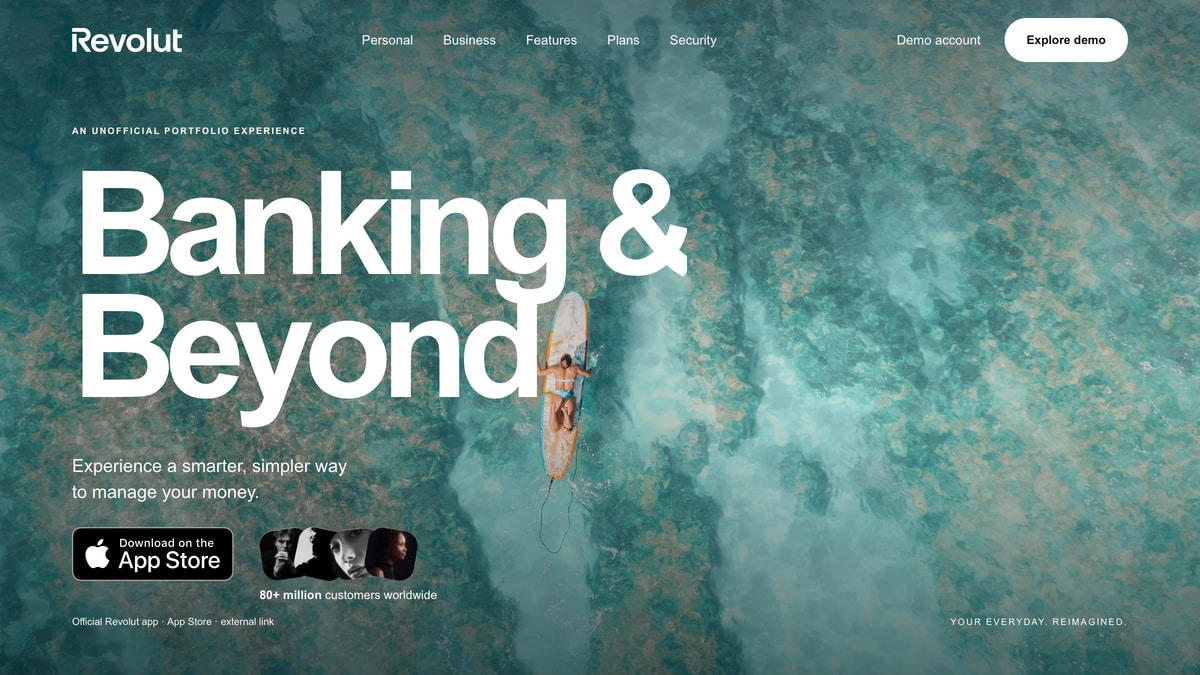 Revolut
Personal
Business
Features
Plans
Security
Demo account
Explore demo
AN UNOFFICIAL PORTFOLIO EXPERIENCE
Banking &
Beyond
Experience a smarter, simpler way
to manage your money.
Download on the
App Store
80+ million customers worldwide
Official Revolut app · App Store · external link
YOUR EVERYDAY. REIMAGINED.